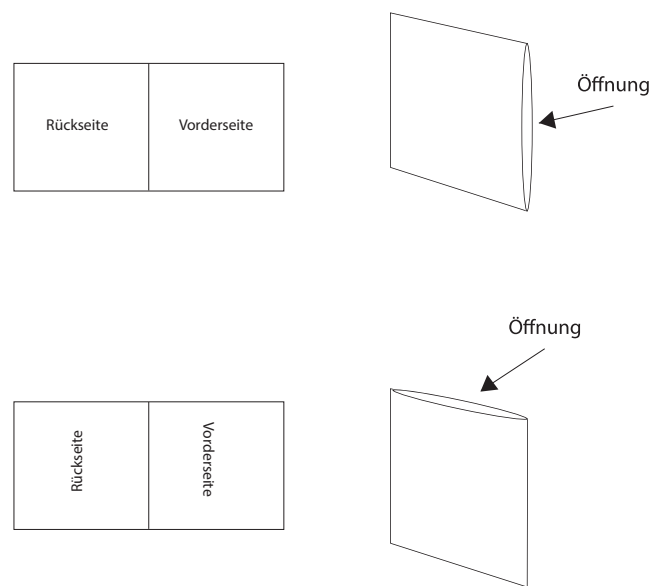 Rückseite
Vorderseite
Öffnung
Öffnung
Rückseite
Vorderseite